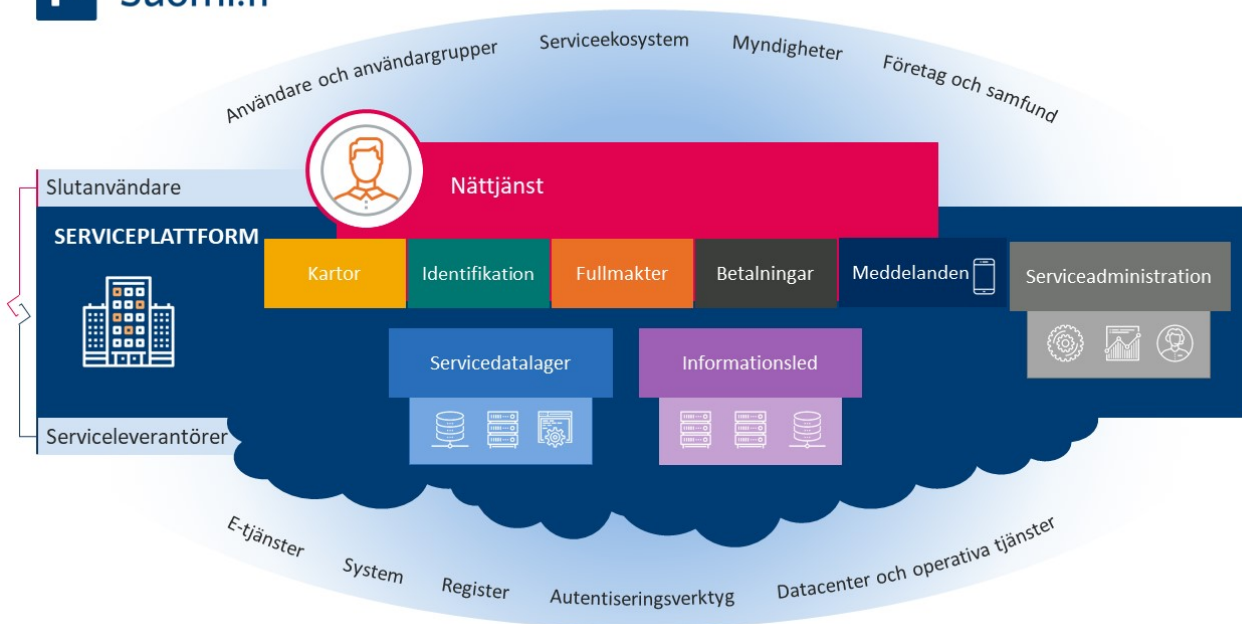 Suomi.fi
Användare och användargrupper
Serviceekosystem
Myndigheter
Företag och samfund
Slutanvändare
Nättjänst
SERVICEPLATTFORM
Kartor
Identifikation
Fullmakter
Betalningar
Meddelanden
Serviceadministration
Servicedatalager
Informationsled
Serviceleverantörer
E-tjänster
System
Register
Autentiseringsverktyg
Datacenter och operativa tjänster